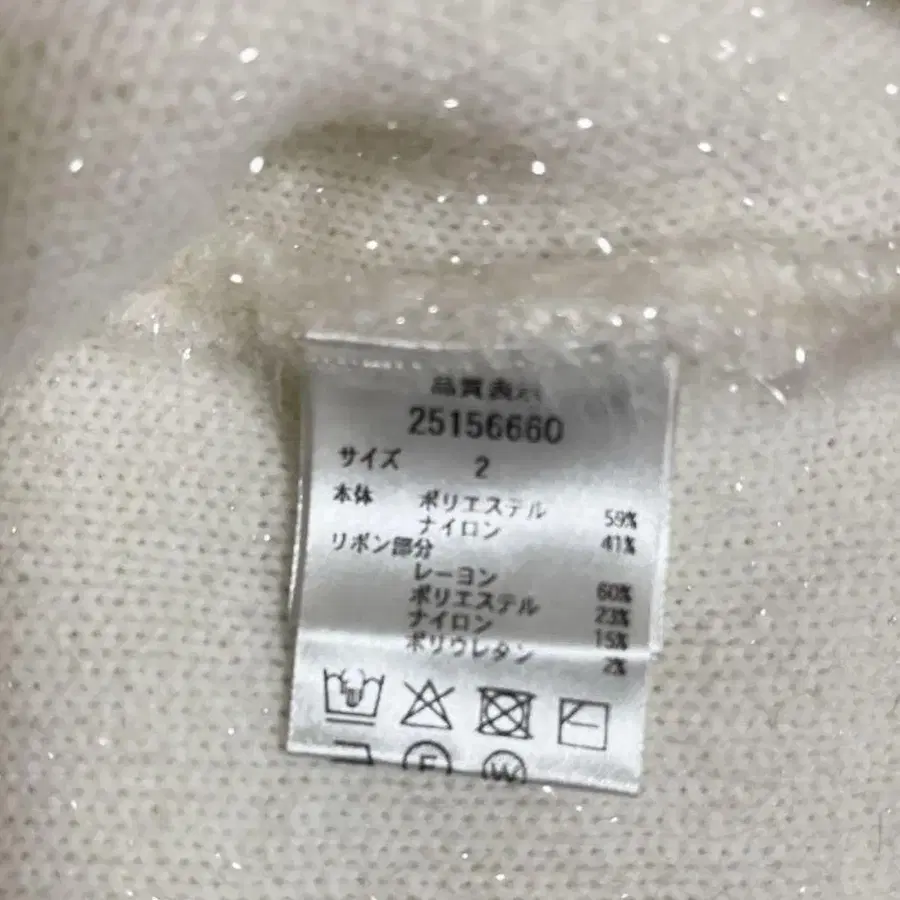 品質表示
25156660
サイズ 2
本体 ポリエステル 59%
ナイロン 41%
リボン部分
レーヨン 60%
ポリエステル 23%
ナイロン 15%
ポリウレタン 2%
F W